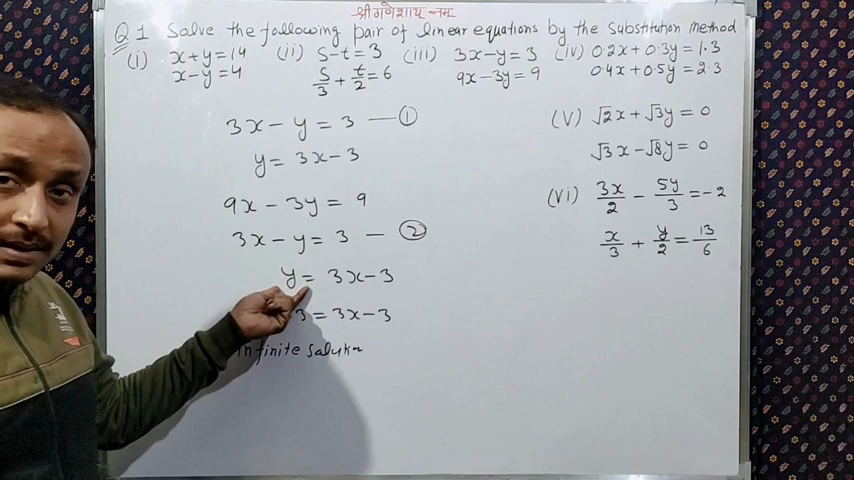 श्री गणेशाय नमः
Q1 Solve the following pair of linear equations by the substitution method
(i) x+y=14 (ii) s-t=3 (iii) 3x-y=3 (iv) 0.2x+0.3y=1.3
x-y=4 s/3 + t/2 = 6 9x-3y=9 0.4x+0.5y=2.3
3x-y=3 —①
y=3x-3
9x-3y=9
3x-y=3 —②
y=3x-3
3=3x-3
infinite solution
(V) √2x+√3y=0
√3x-√8y=0
(Vi) 3x/2 - 5y/3 = -2
x/3 + y/2 = 13/6